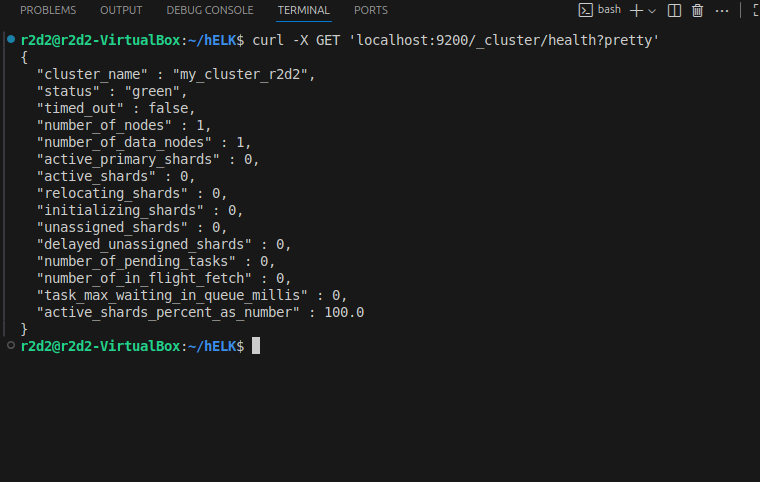 PROBLEMS OUTPUT DEBUG CONSOLE TERMINAL PORTS bash
r2d2@r2d2-VirtualBox:~/hELK$ curl -X GET 'localhost:9200/_cluster/health?pretty'
{
  "cluster_name" : "my_cluster_r2d2",
  "status" : "green",
  "timed_out" : false,
  "number_of_nodes" : 1,
  "number_of_data_nodes" : 1,
  "active_primary_shards" : 0,
  "active_shards" : 0,
  "relocating_shards" : 0,
  "initializing_shards" : 0,
  "unassigned_shards" : 0,
  "delayed_unassigned_shards" : 0,
  "number_of_pending_tasks" : 0,
  "number_of_in_flight_fetch" : 0,
  "task_max_waiting_in_queue_millis" : 0,
  "active_shards_percent_as_number" : 100.0
}
r2d2@r2d2-VirtualBox:~/hELK$